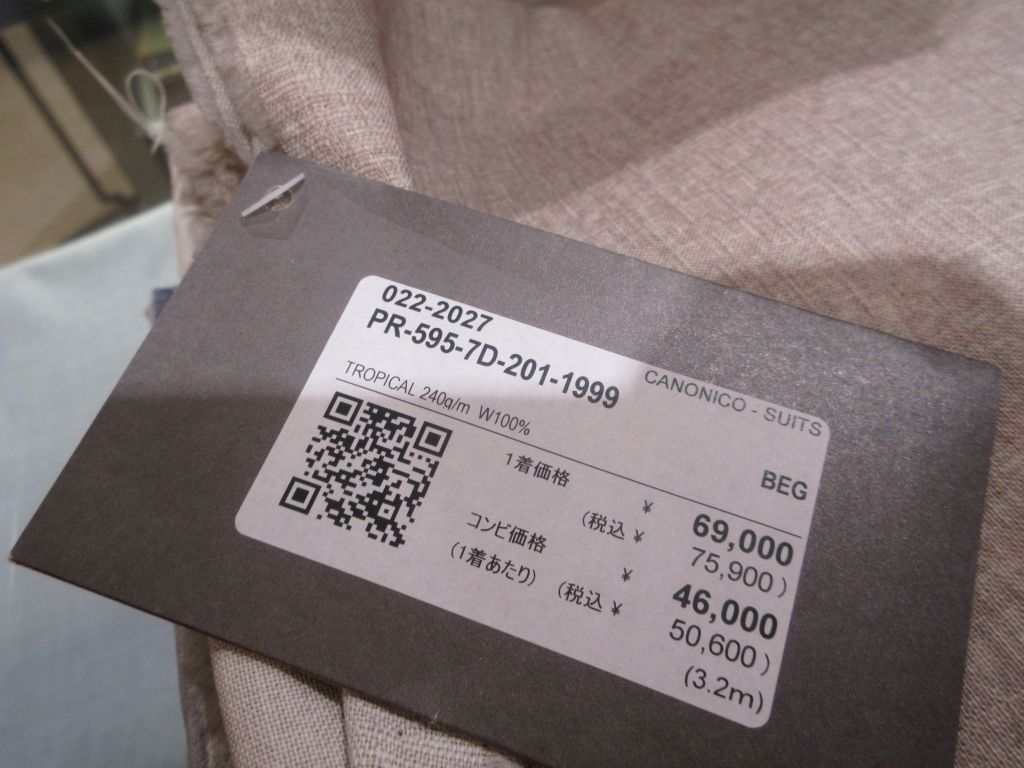 022-2027
PR-595-7D-201-1999
CANONICO - SUITS
TROPICAL 240g/m W100%
BEG
1着価格 ¥ 69,000
(税込 ¥ 75,900 )
コンビ価格 ¥ 46,000
(1着あたり) (税込 ¥ 50,600 )
(3.2m)